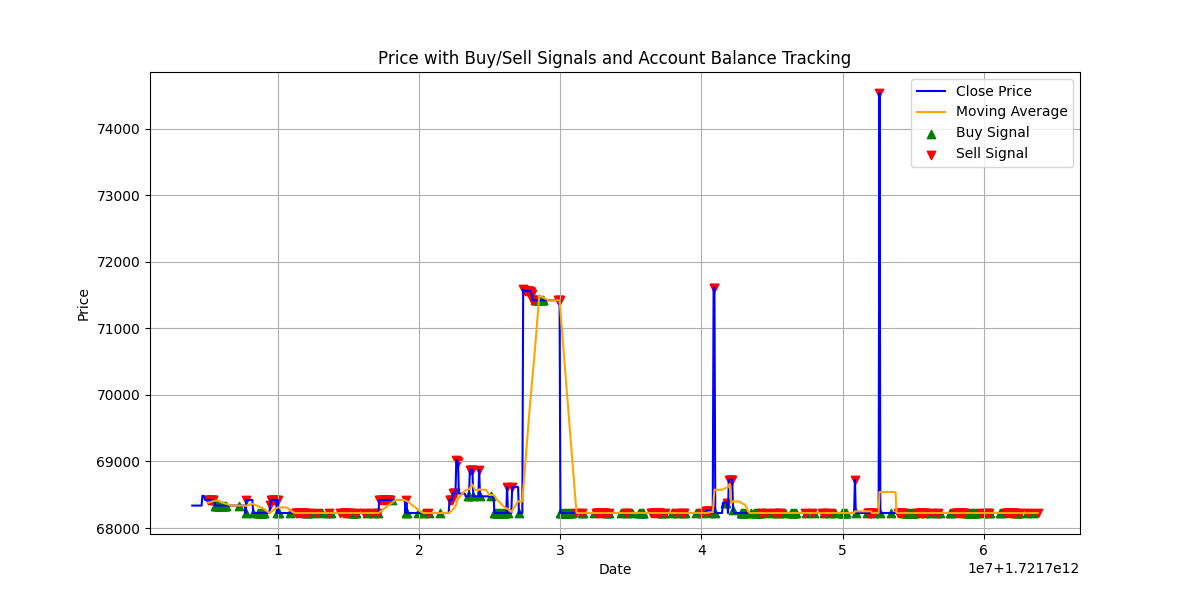 Price with Buy/Sell Signals and Account Balance Tracking
Close Price
Moving Average
Buy Signal
Sell Signal
Price
74000
73000
72000
71000
70000
69000
68000
1 2 3 4 5 6
Date
1e7+1.7217e12